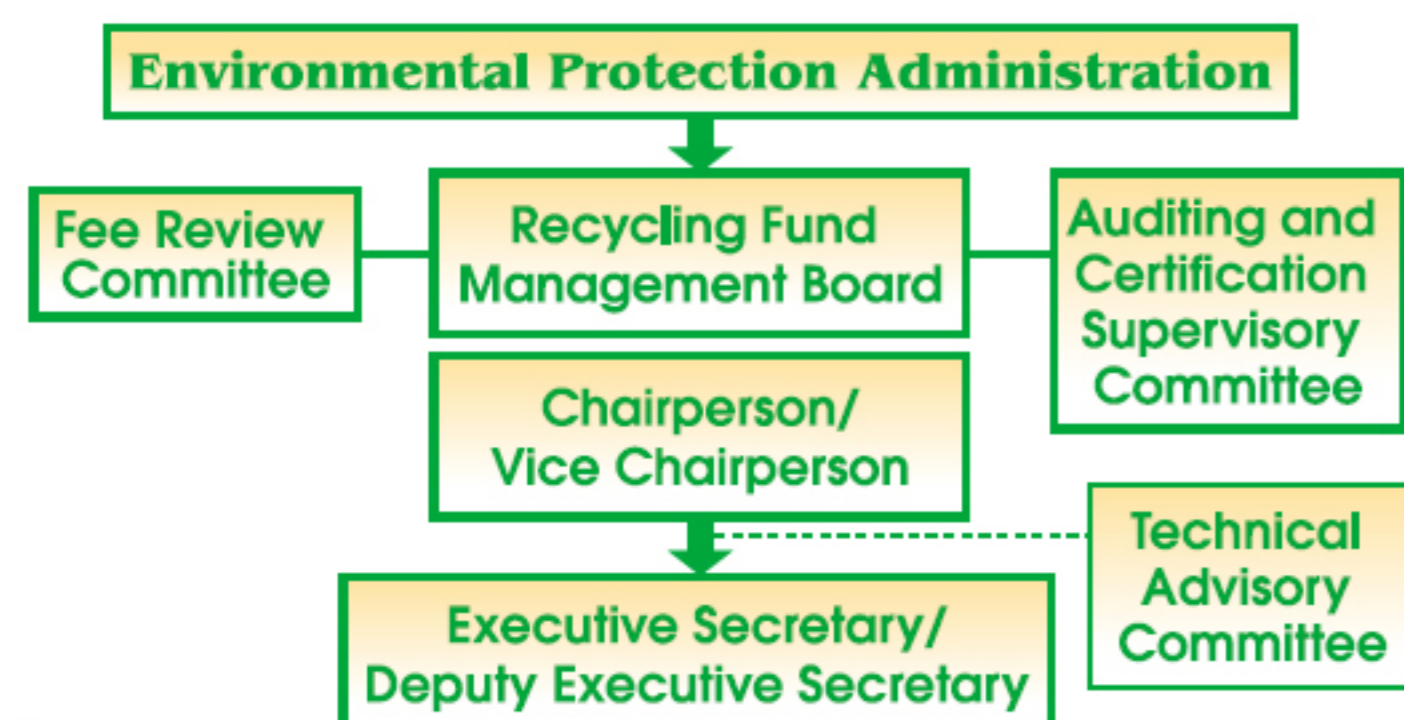 Environmental Protection Administration
Fee Review
Committee
Recycling Fund
Management Board
Auditing and
Certification
Supervisory
Committee
Chairperson/
Vice Chairperson
Technical
Advisory
Committee
Executive Secretary/
Deputy Executive Secretary